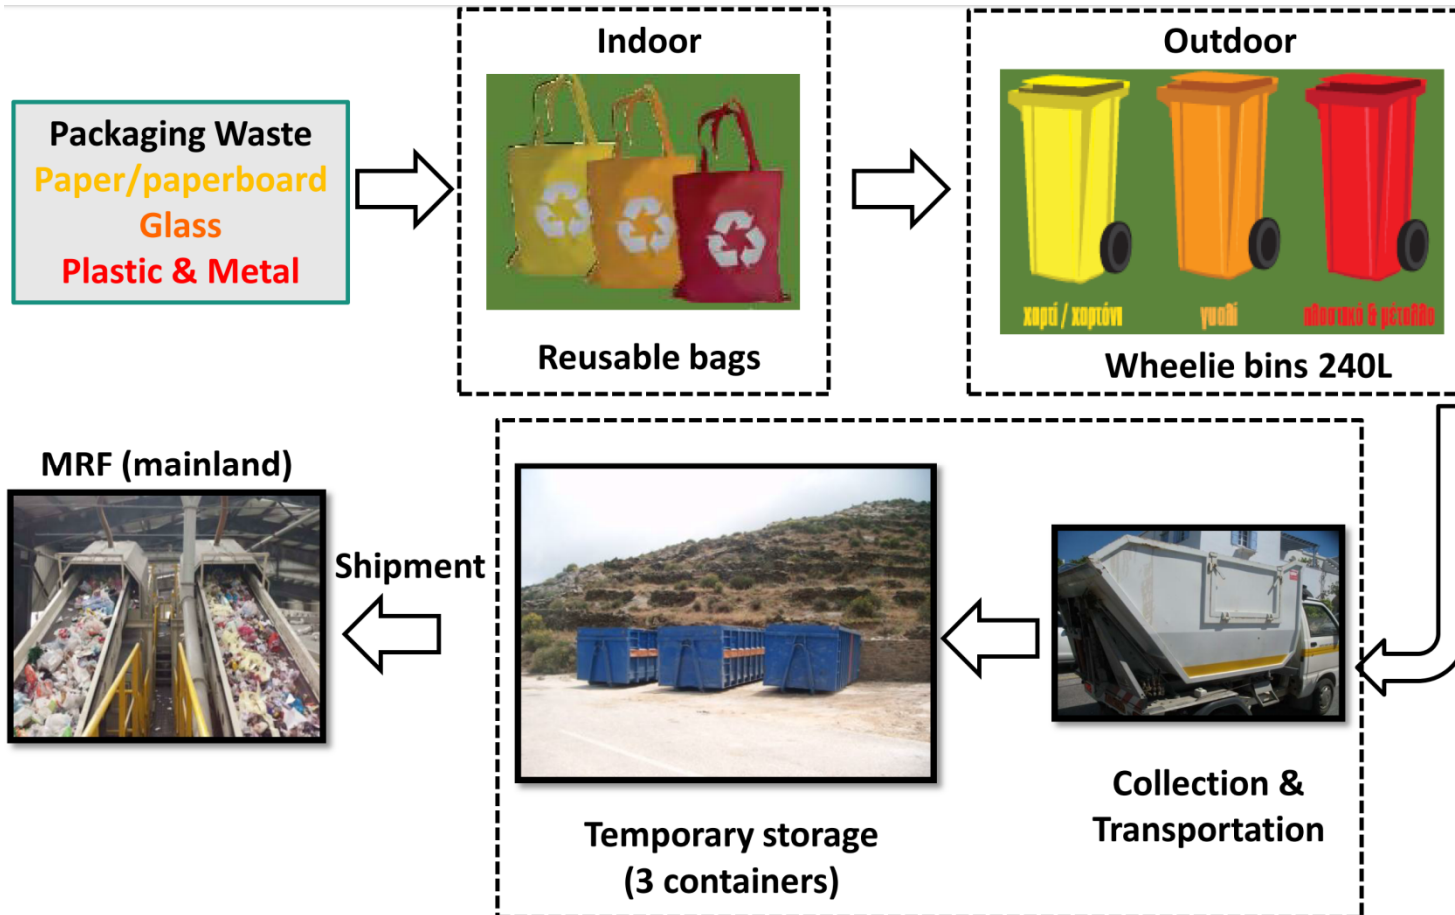 Packaging Waste
Paper/paperboard
Glass
Plastic & Metal
Indoor
Reusable bags
Outdoor
χαρτί / χαρτόνι
γυαλί
πλαστικό & μέταλλο
Wheelie bins 240L
Collection &
Transportation
Temporary storage
(3 containers)
Shipment
MRF (mainland)